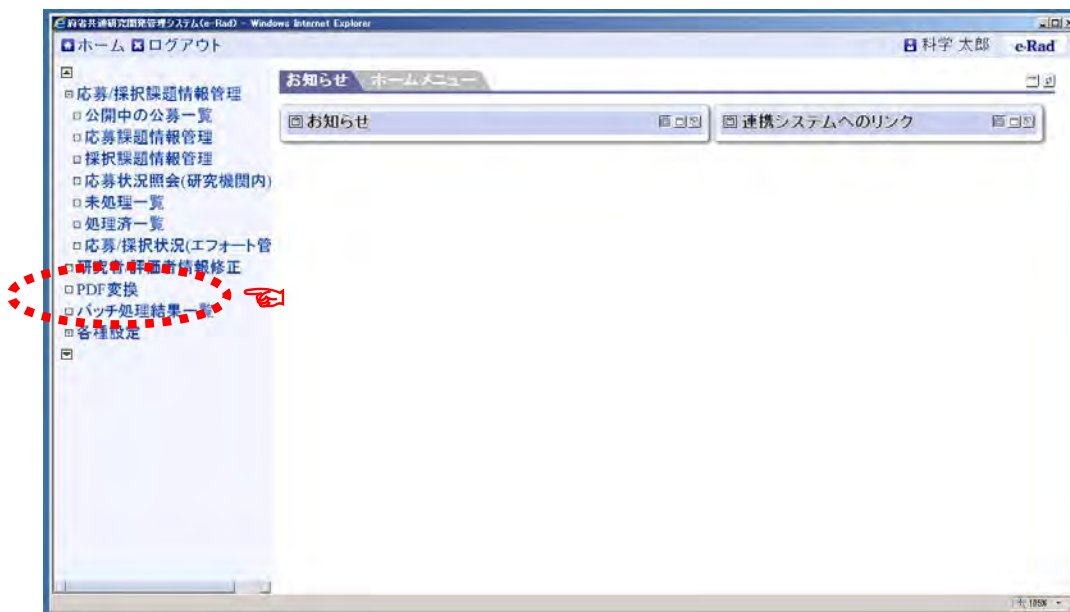 府省共通研究開発管理システム(e-Rad) - Windows Internet Explorer
ホーム ログアウト
科学 太郎 e-Rad
お知らせ ホームメニュー
応募/採択課題情報管理
公開中の公募一覧
応募課題情報管理
採択課題情報管理
応募状況照会(研究機関内)
未処理一覧
処理済一覧
応募/採択状況(エフォート管
研究者/評価者情報修正
PDF変換
バッチ処理結果一覧
各種設定
お知らせ
連携システムへのリンク
105%